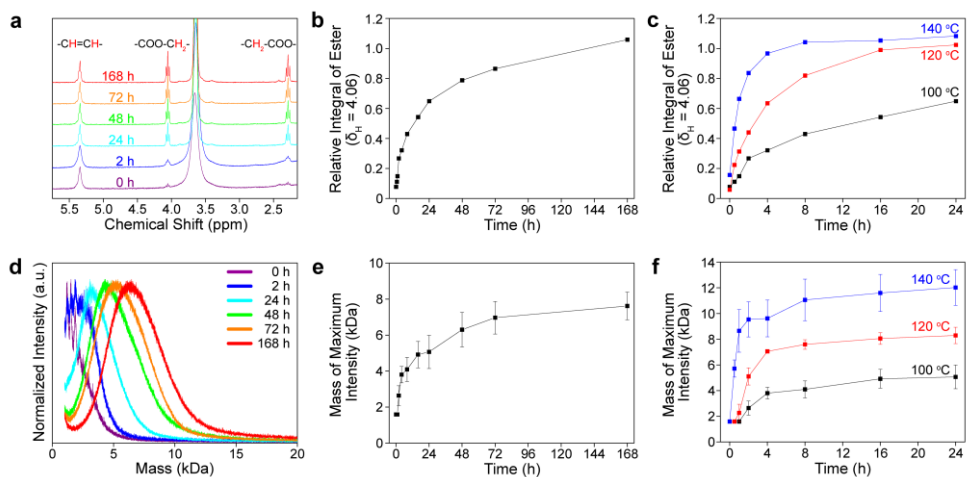 a
-CH=CH-
-COO-CH2-
-CH2-COO-
168 h
72 h
48 h
24 h
2 h
0 h
5.5 5.0 4.5 4.0 3.5 3.0 2.5
Chemical Shift (ppm)
b
Relative Integral of Ester
(δH = 4.06)
1.4
1.2
1.0
0.8
0.6
0.4
0.2
0.0
0 24 48 72 96 120 144 168
Time (h)
c
Relative Integral of Ester
(δH = 4.06)
1.2
1.0
0.8
0.6
0.4
0.2
0.0
140 °C
120 °C
100 °C
0 4 8 12 16 20 24
Time (h)
d
Normalized Intensity (a.u.)
0 h
2 h
24 h
48 h
72 h
168 h
0 5 10 15 20
Mass (kDa)
e
Mass of Maximum
Intensity (kDa)
10
8
6
4
2
0
0 24 48 72 96 120 144 168
Time (h)
f
Mass of Maximum
Intensity (kDa)
14
12
10
8
6
4
2
0
140 °C
120 °C
100 °C
0 4 8 12 16 20 24
Time (h)